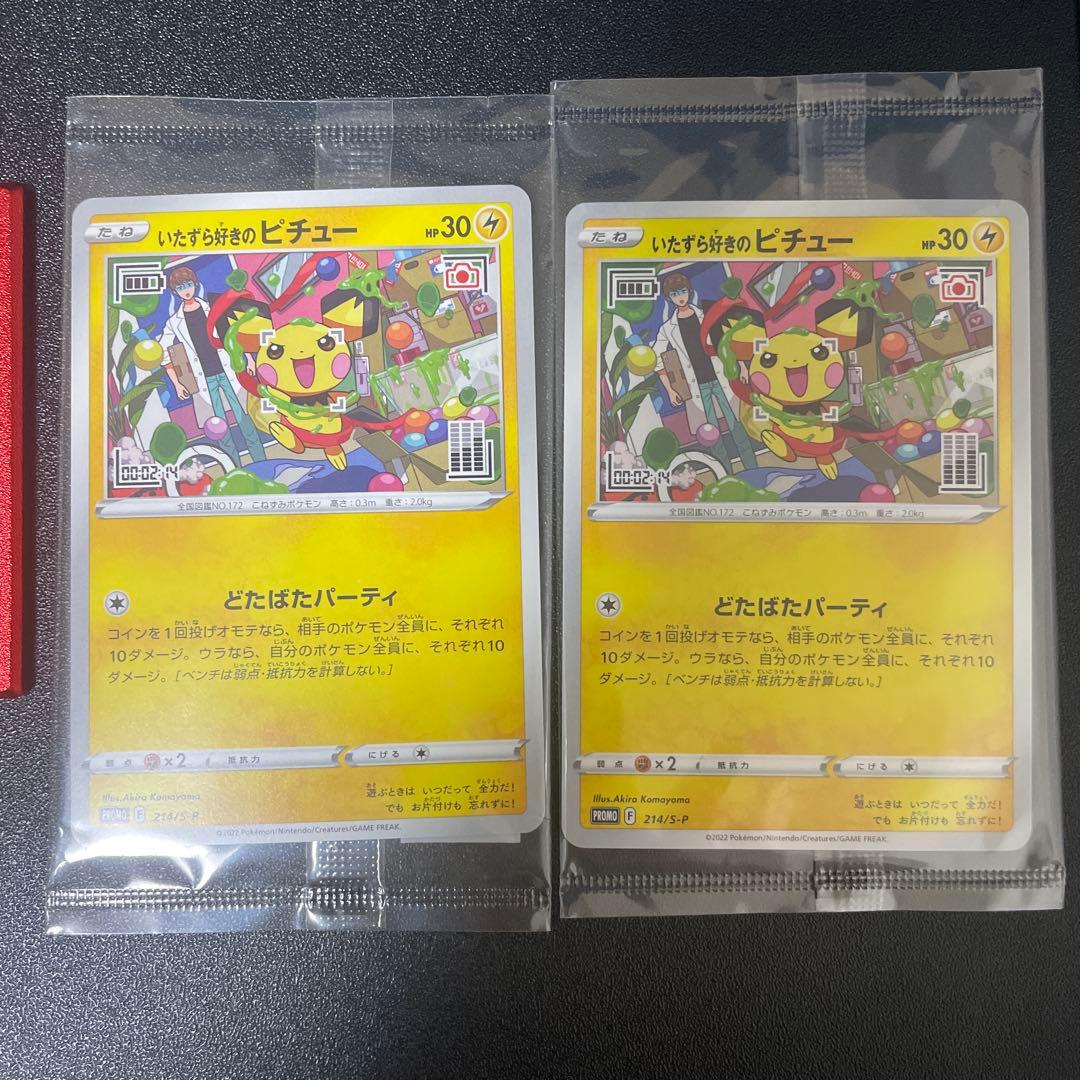 たね いたずら好きのピチュー HP30
00:02:14
全国図鑑NO.172 こねずみポケモン 高さ：0.3m 重さ：2.0kg
どたばたパーティ
コインを1回投げオモテなら、相手のポケモン全員に、それぞれ
10ダメージ。ウラなら、自分のポケモン全員に、それぞれ10
ダメージ。［ベンチは弱点・抵抗力を計算しない。］
弱点 ×2 抵抗力 にげる
Illus.Akira Komayama
遊ぶときは いつだって 全力だ！
でも お片付けも 忘れずに！
PROMO F 214/S-P
©2022 Pokémon/Nintendo/Creatures/GAME FREAK.
たね いたずら好きのピチュー HP30
00:02:14
全国図鑑NO.172 こねずみポケモン 高さ：0.3m 重さ：2.0kg
どたばたパーティ
コインを1回投げオモテなら、相手のポケモン全員に、それぞれ
10ダメージ。ウラなら、自分のポケモン全員に、それぞれ10
ダメージ。［ベンチは弱点・抵抗力を計算しない。］
弱点 ×2 抵抗力 にげる
Illus.Akira Komayama
遊ぶときは いつだって 全力だ！
でも お片付けも 忘れずに！
PROMO F 214/S-P
©2022 Pokémon/Nintendo/Creatures/GAME FREAK.